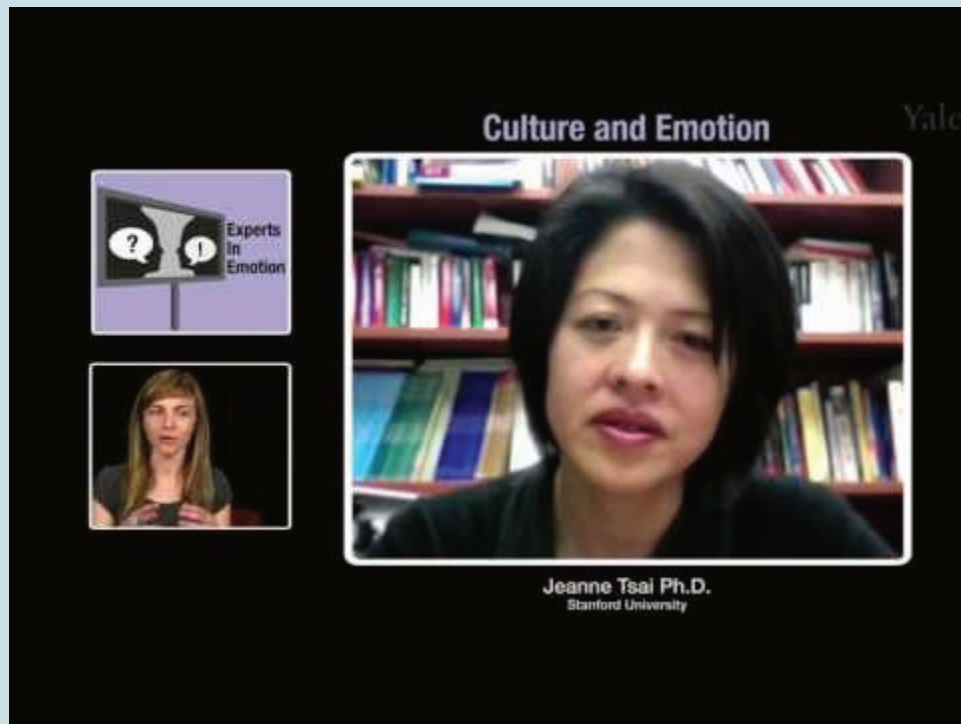 Culture and Emotion
Yale
?
!
Experts
In
Emotion
Jeanne Tsai Ph.D.
Stanford University